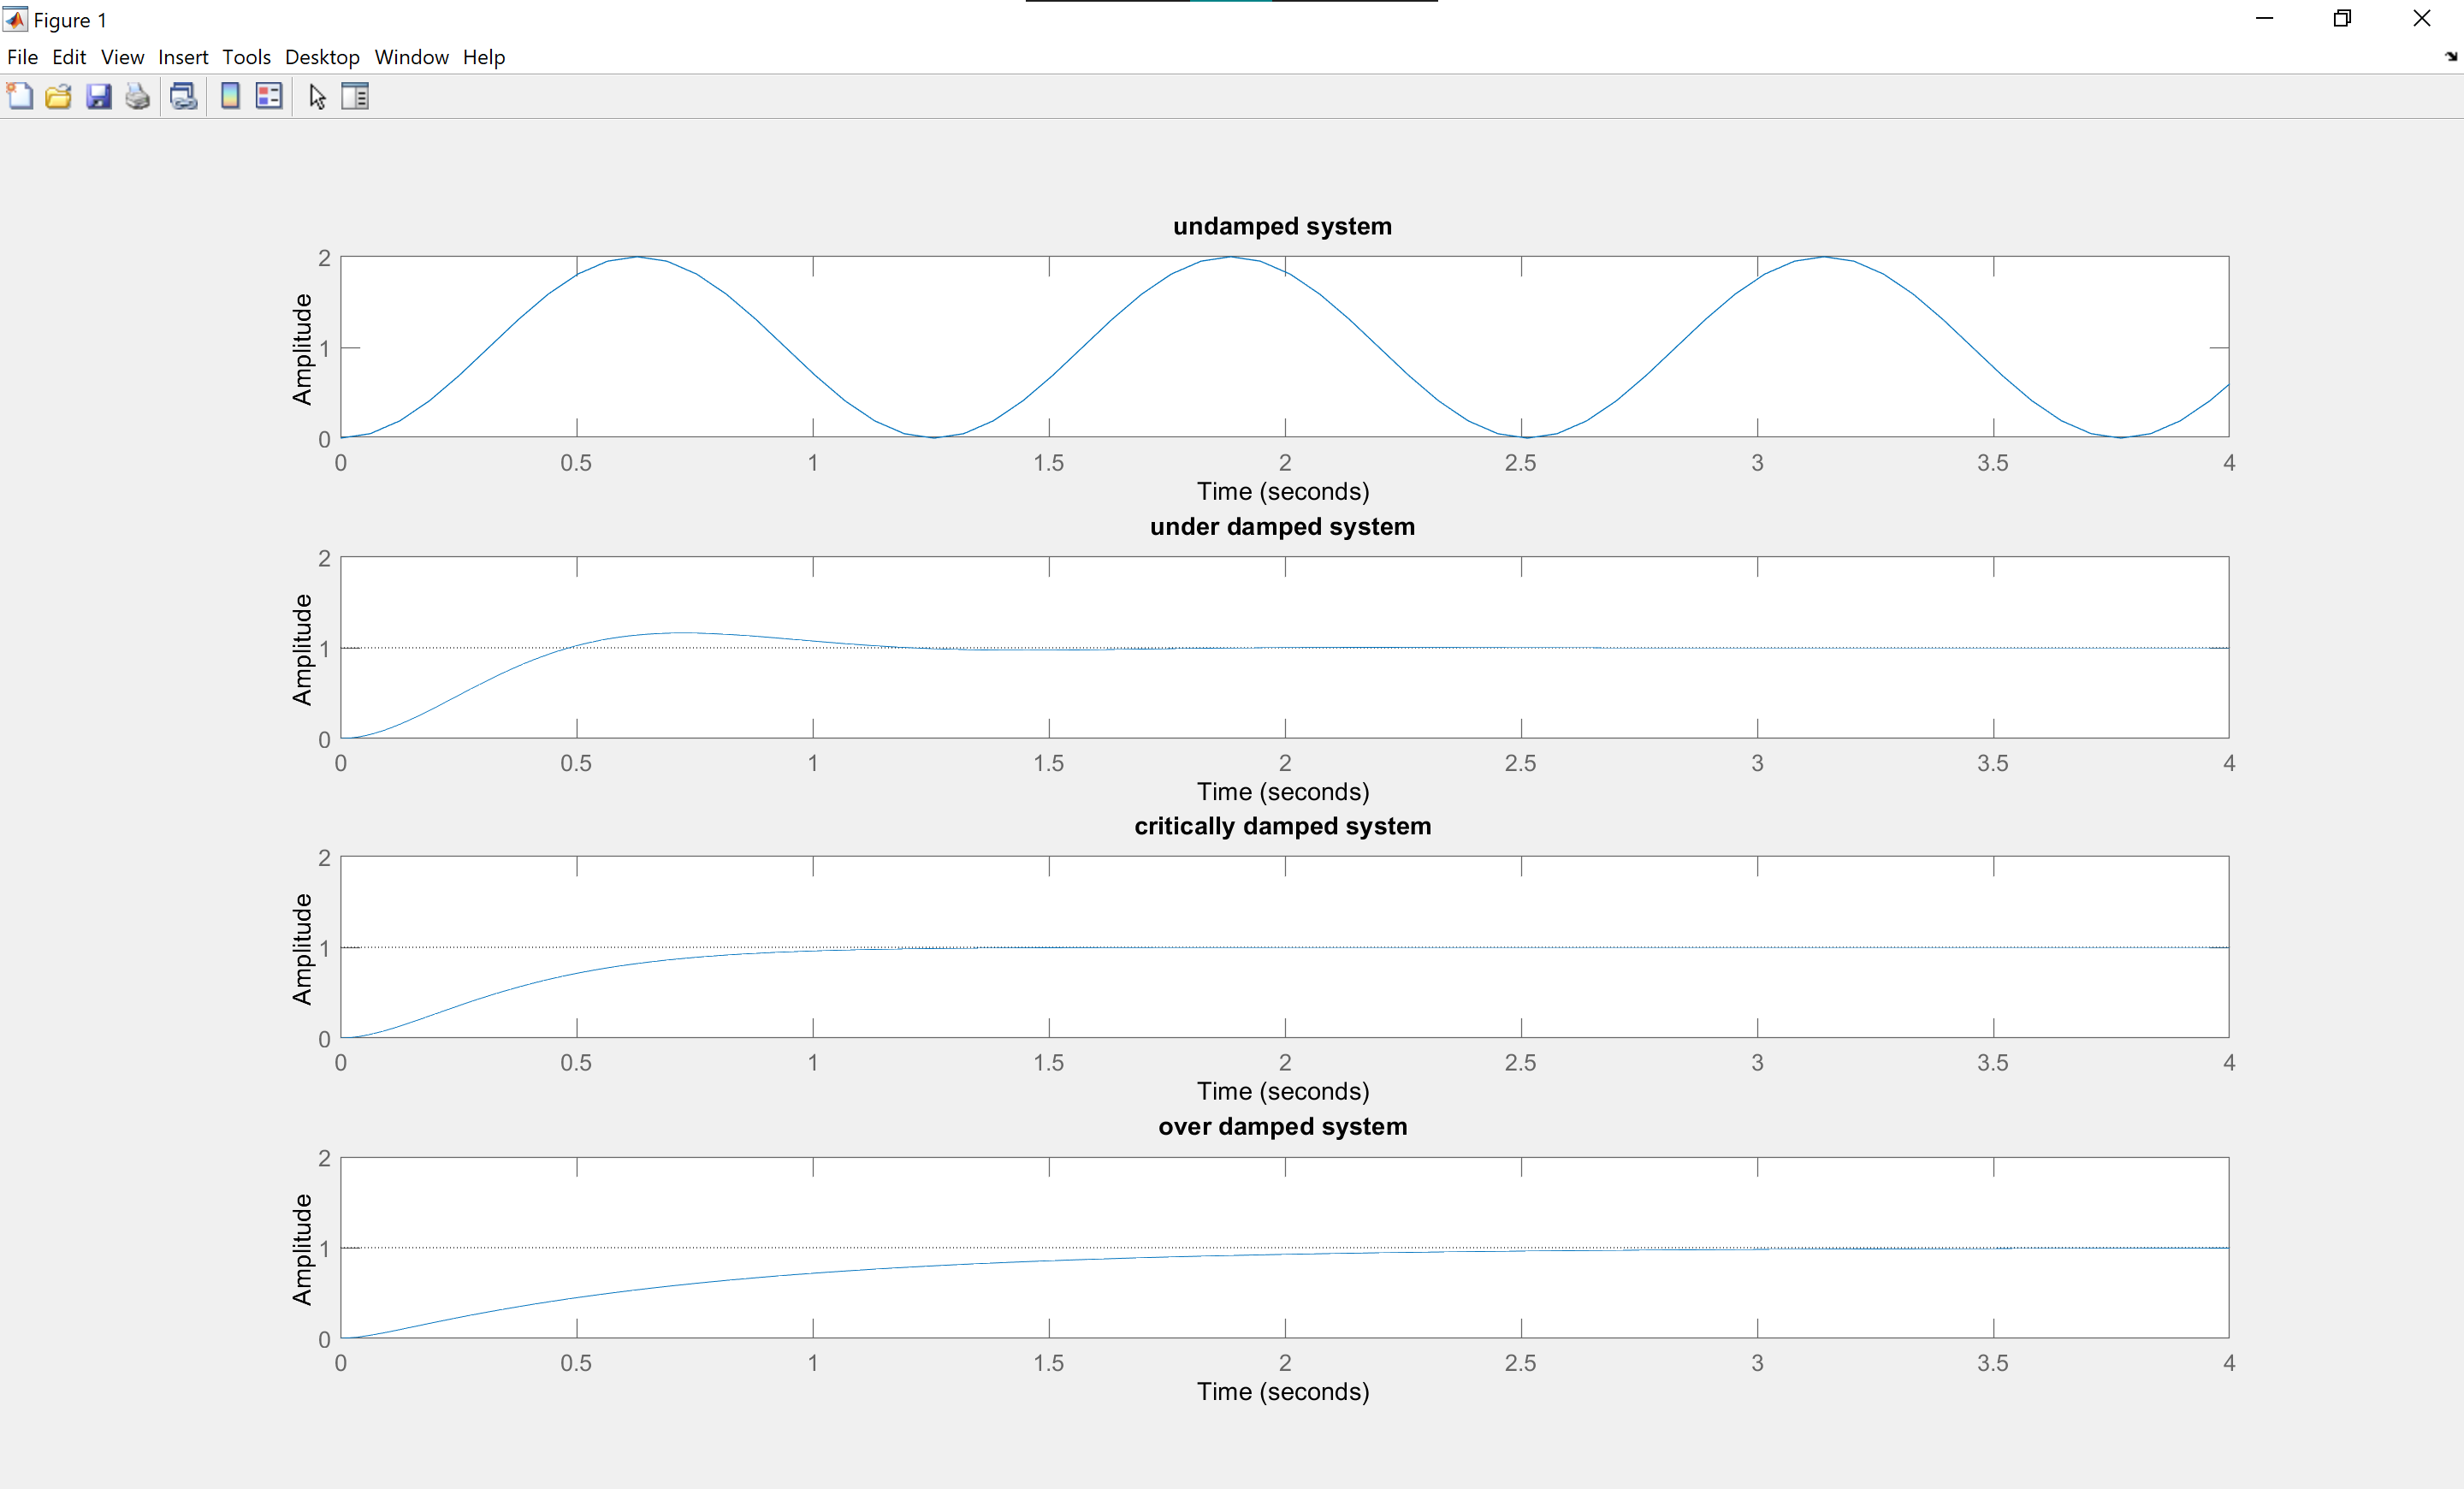 Figure 1
File Edit View Insert Tools Desktop Window Help
undamped system
Amplitude
2
1
0
0 0.5 1 1.5 2 2.5 3 3.5 4
Time (seconds)
under damped system
Amplitude
2
1
0
0 0.5 1 1.5 2 2.5 3 3.5 4
Time (seconds)
critically damped system
Amplitude
2
1
0
0 0.5 1 1.5 2 2.5 3 3.5 4
Time (seconds)
over damped system
Amplitude
2
1
0
0 0.5 1 1.5 2 2.5 3 3.5 4
Time (seconds)